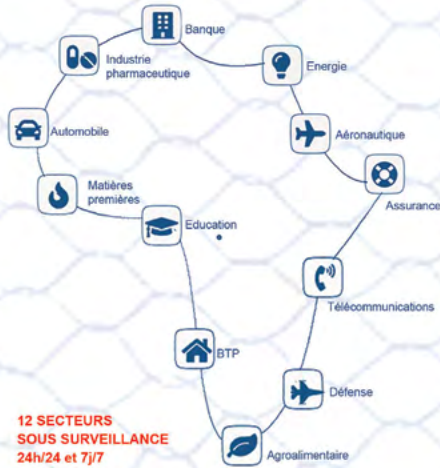 Banque
Industrie
pharmaceutique
Energie
Automobile
Aéronautique
Matières
premières
Assurance
Education
Télécommunications
BTP
Défense
12 SECTEURS
SOUS SURVEILLANCE
24h/24 et 7j/7
Agroalimentaire